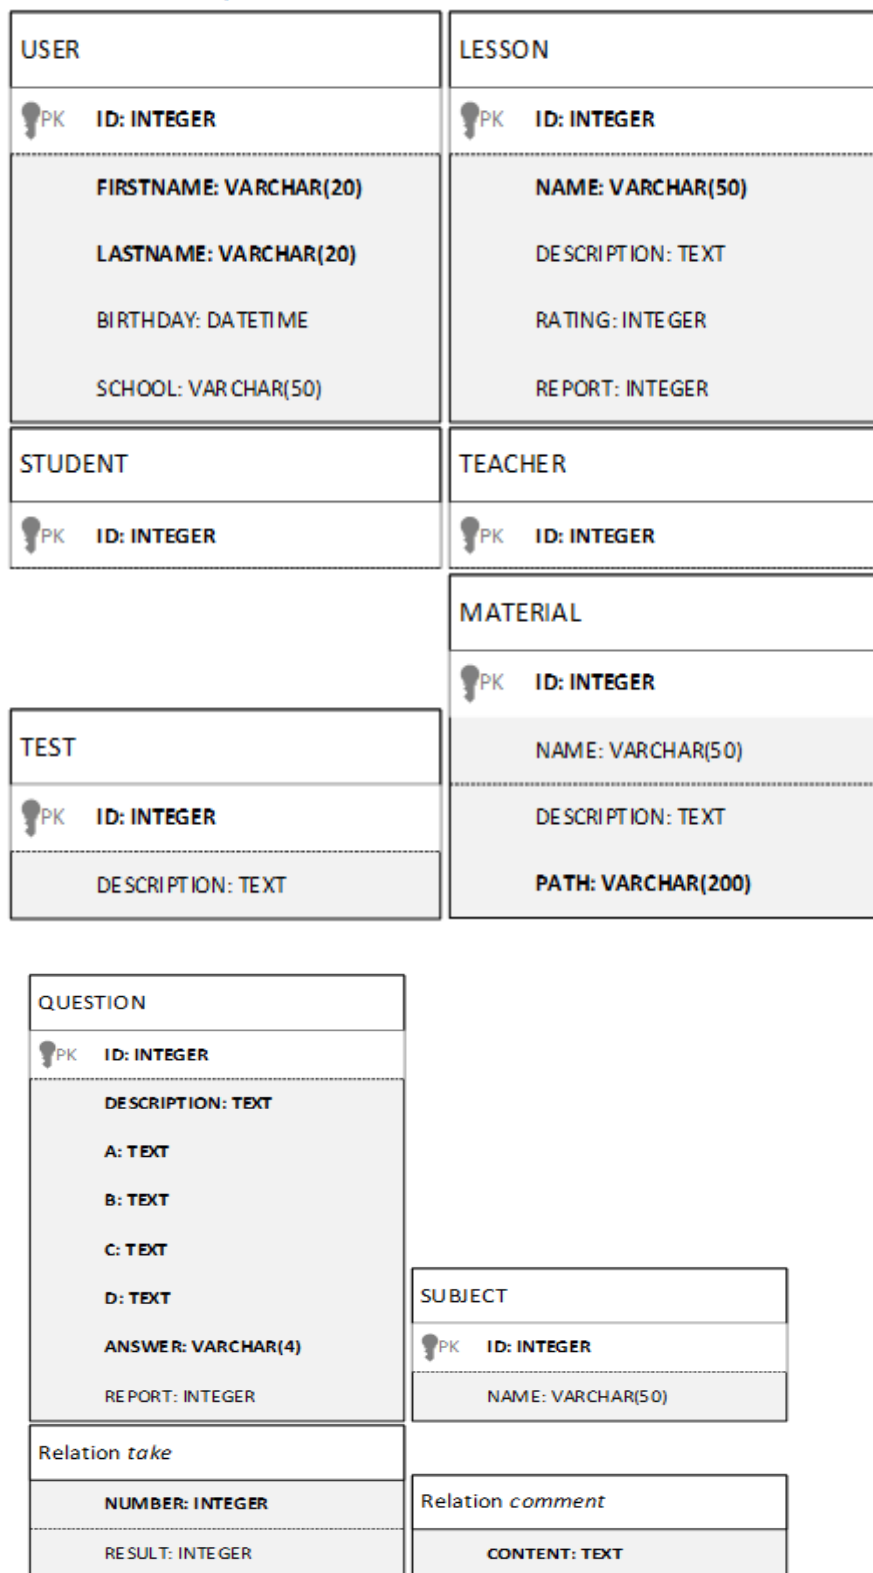 USER
PK ID: INTEGER
FIRSTNAME: VARCHAR(20)
LASTNAME: VARCHAR(20)
BIRTHDAY: DATETIME
SCHOOL: VARCHAR(50)
LESSON
PK ID: INTEGER
NAME: VARCHAR(50)
DESCRIPTION: TEXT
RATING: INTEGER
REPORT: INTEGER
STUDENT
PK ID: INTEGER
TEACHER
PK ID: INTEGER
TEST
PK ID: INTEGER
DESCRIPTION: TEXT
MATERIAL
PK ID: INTEGER
NAME: VARCHAR(50)
DESCRIPTION: TEXT
PATH: VARCHAR(200)
QUESTION
PK ID: INTEGER
DESCRIPTION: TEXT
A: TEXT
B: TEXT
C: TEXT
D: TEXT
ANSWER: VARCHAR(4)
REPORT: INTEGER
SUBJECT
PK ID: INTEGER
NAME: VARCHAR(50)
Relation take
NUMBER: INTEGER
RESULT: INTEGER
Relation comment
CONTENT: TEXT